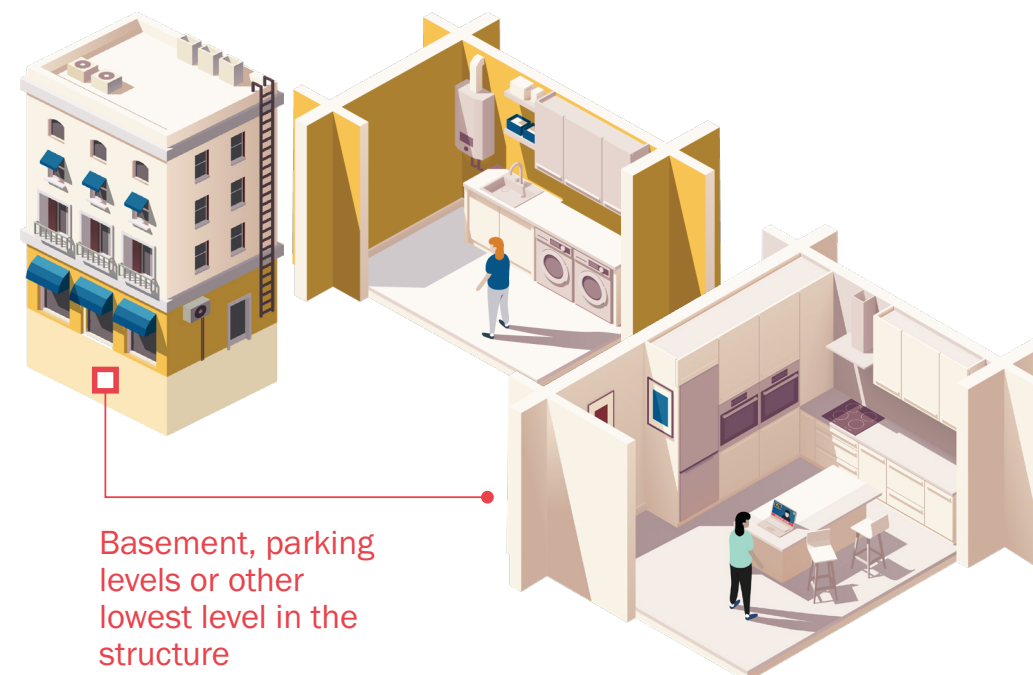 Basement, parking
levels or other
lowest level in the
structure